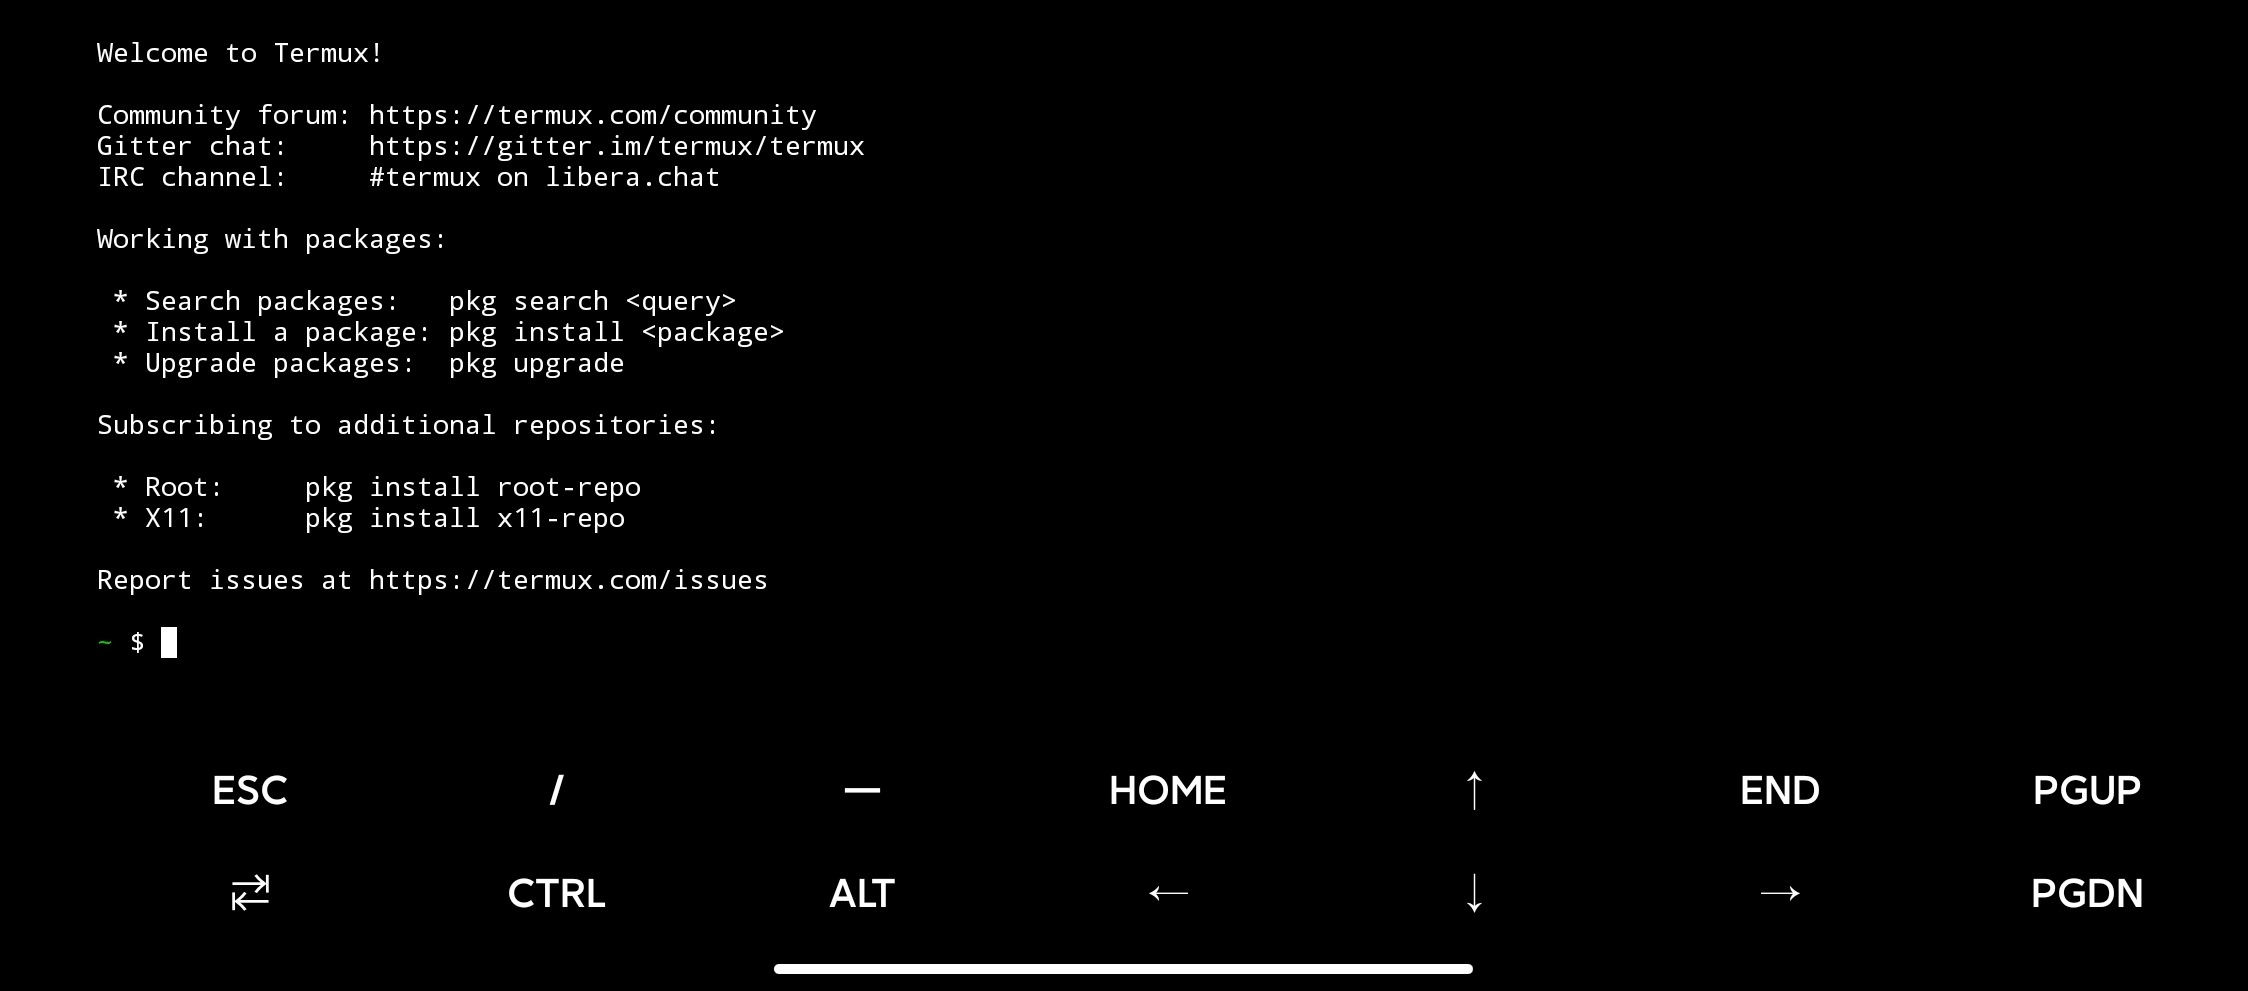 Welcome to Termux!
Community forum: https://termux.com/community
Gitter chat:     https://gitter.im/termux/termux
IRC channel:     #termux on libera.chat
Working with packages:
 * Search packages:   pkg search <query>
 * Install a package: pkg install <package>
 * Upgrade packages:  pkg upgrade
Subscribing to additional repositories:
 * Root:     pkg install root-repo
 * X11:      pkg install x11-repo
Report issues at https://termux.com/issues
~ $
ESC / — HOME ↑ END PGUP
⇄ CTRL ALT ← ↓ → PGDN